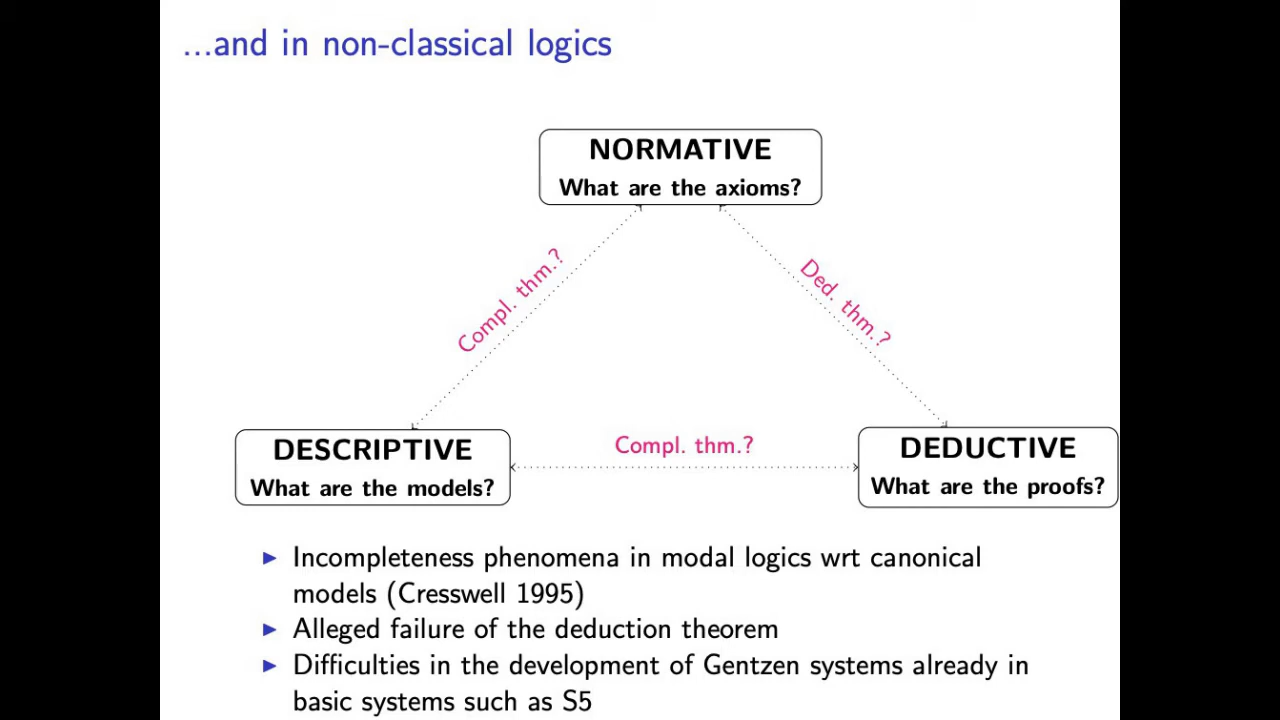 ...and in non-classical logics
NORMATIVE
What are the axioms?
Compl. thm.?
Ded. thm.?
DESCRIPTIVE
What are the models?
Compl. thm.?
DEDUCTIVE
What are the proofs?
Incompleteness phenomena in modal logics wrt canonical
models (Cresswell 1995)
Alleged failure of the deduction theorem
Difficulties in the development of Gentzen systems already in
basic systems such as S5